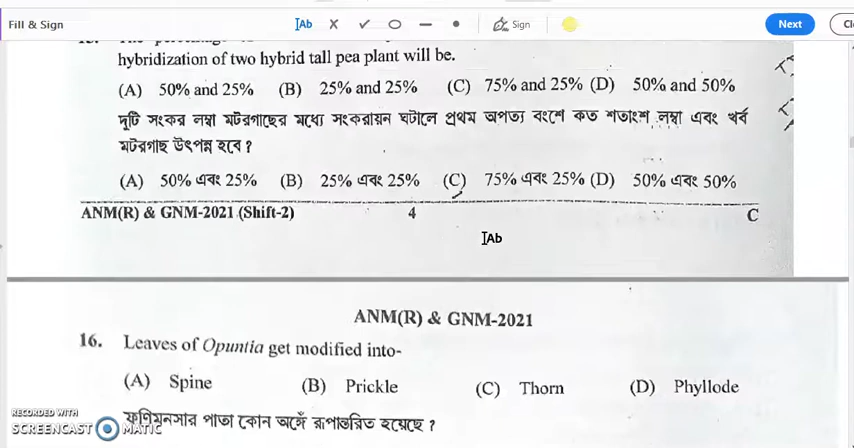 Fill & Sign IAb X Sign Next
hybridization of two hybrid tall pea plant will be.
(A) 50% and 25% (B) 25% and 25% (C) 75% and 25% (D) 50% and 50%
দুটি সংকর লম্বা মটরগাছের মধ্যে সংকরায়ন ঘটালে প্রথম অপত্য বংশে কত শতাংশ লম্বা এবং খর্ব
মটরগাছ উৎপন্ন হবে ?
(A) 50% এবং 25% (B) 25% এবং 25% (C) 75% এবং 25% (D) 50% এবং 50%
ANM(R) & GNM-2021 (Shift-2) 4 C
IAb
ANM(R) & GNM-2021
16. Leaves of Opuntia get modified into-
(A) Spine (B) Prickle (C) Thorn (D) Phyllode
ফণিমনসার পাতা কোন অঙ্গে রূপান্তরিত হয়েছে ?
RECORDED WITH
SCREENCAST MATIC